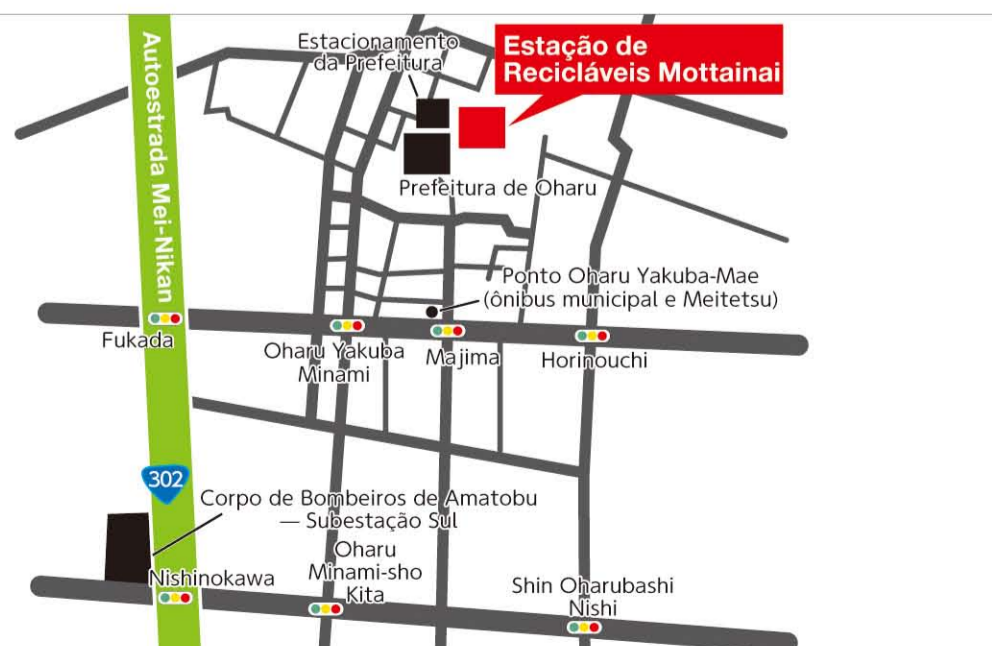 Estacionamento
da Prefeitura
Estação de
Recicláveis Mottainai
Autoestrada Mei-Nikan
Prefeitura de Oharu
Ponto Oharu Yakuba-Mae
(ônibus municipal e Meitetsu)
Fukada
Oharu Yakuba
Minami
Majima
Horinouchi
302
Corpo de Bombeiros de Amatobu
— Subestação Sul
Nishinokawa
Oharu
Minami-sho
Kita
Shin Oharubashi
Nishi